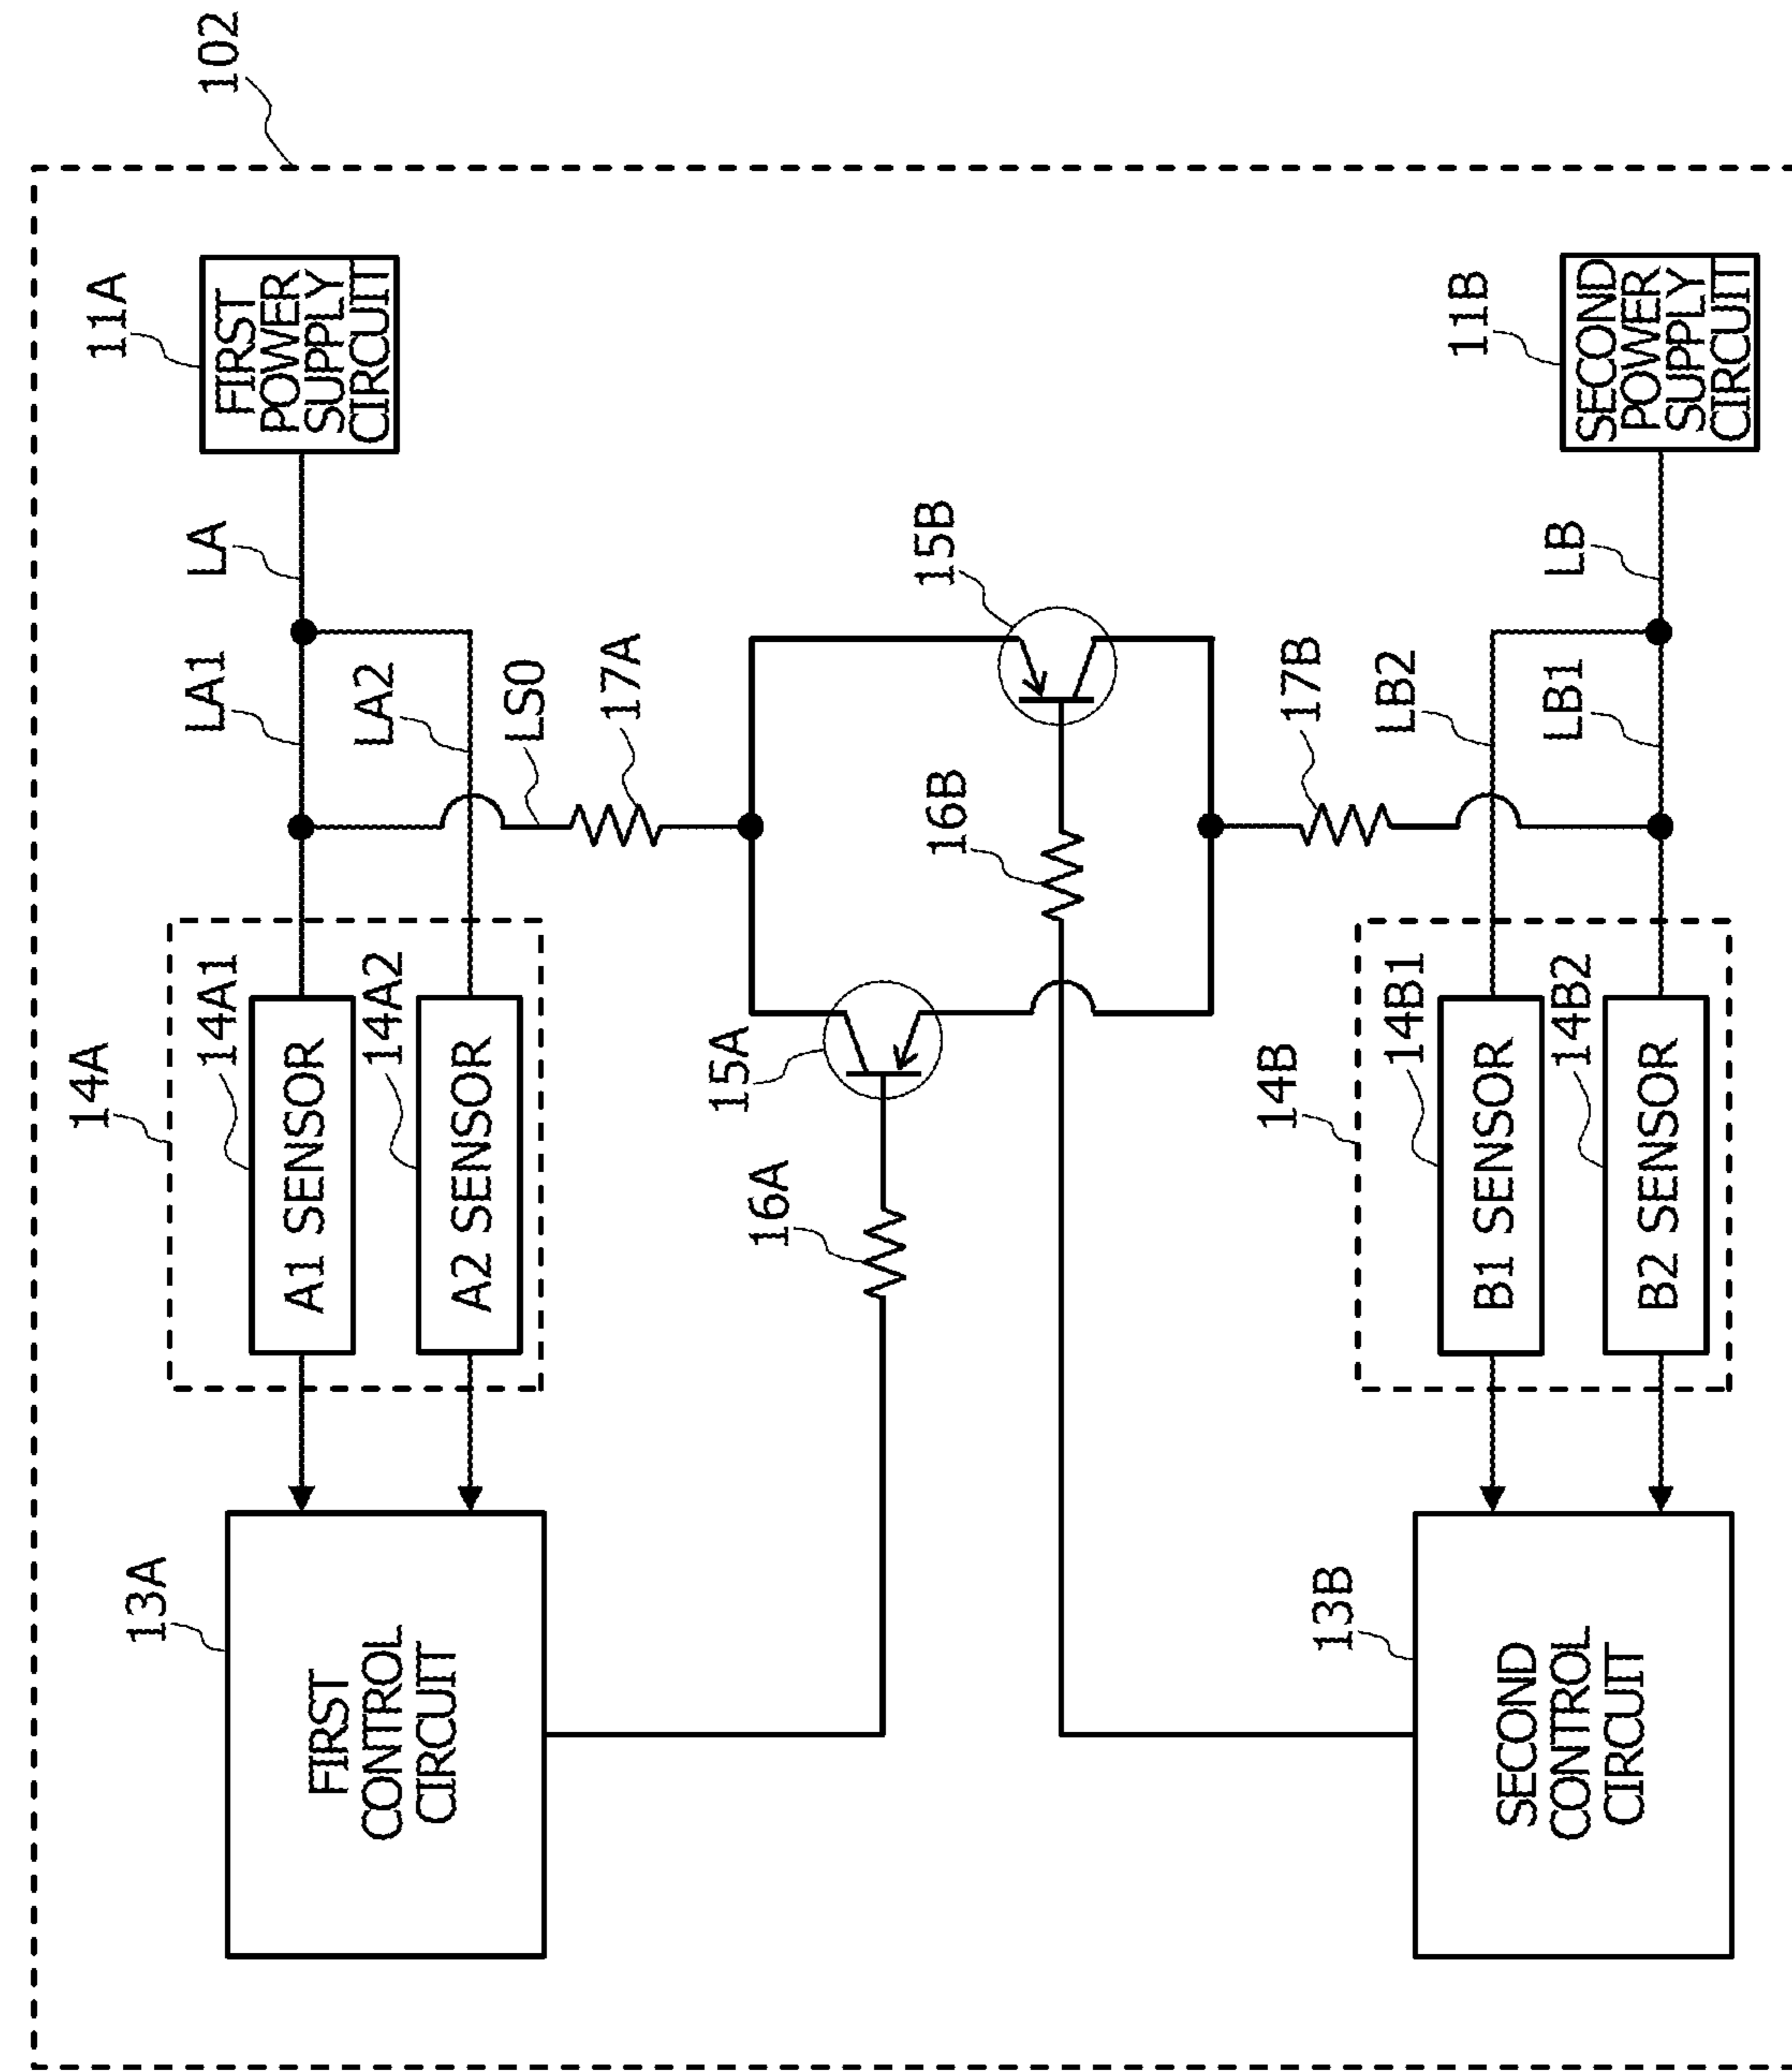 102
11A
FIRST
POWER
SUPPLY
CIRCUIT
LA
LA1
LA2
LS0
17A
14A
14A1
A1 SENSOR
14A2
A2 SENSOR
13A
FIRST
CONTROL
CIRCUIT
15A
16A
15B
16B
17B
11B
SECOND
POWER
SUPPLY
CIRCUIT
LB
LB2
LB1
14B
14B1
B1 SENSOR
14B2
B2 SENSOR
13B
SECOND
CONTROL
CIRCUIT